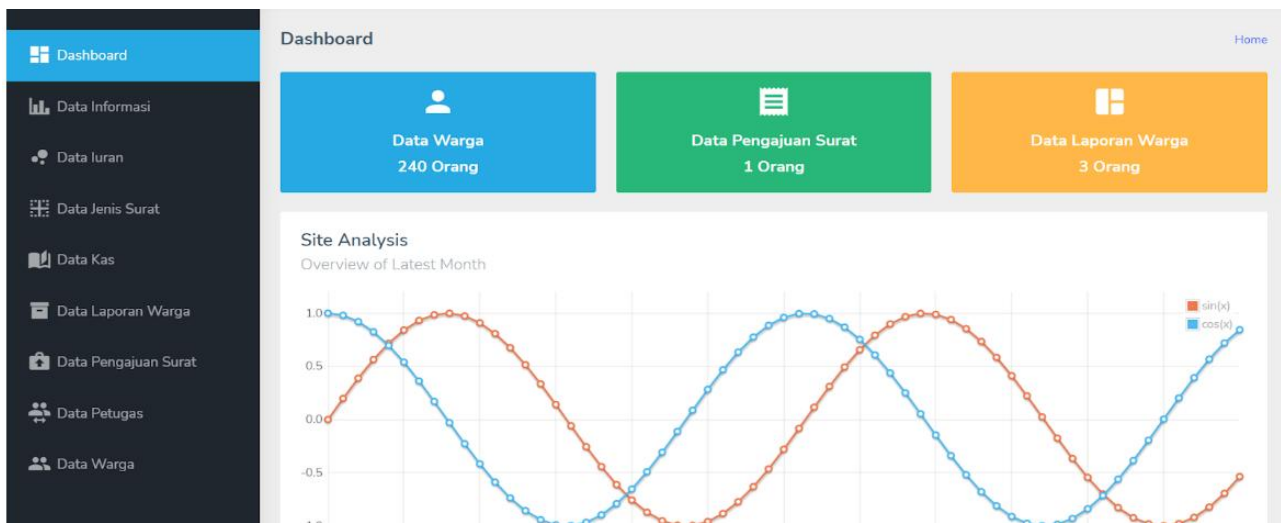 Dashboard
Data Informasi
Data Iuran
Data Jenis Surat
Data Kas
Data Laporan Warga
Data Pengajuan Surat
Data Petugas
Data Warga
Dashboard
Home
Data Warga
240 Orang
Data Pengajuan Surat
1 Orang
Data Laporan Warga
3 Orang
Site Analysis
Overview of Latest Month
1.0
0.5
0.0
-0.5
sin(x)
cos(x)